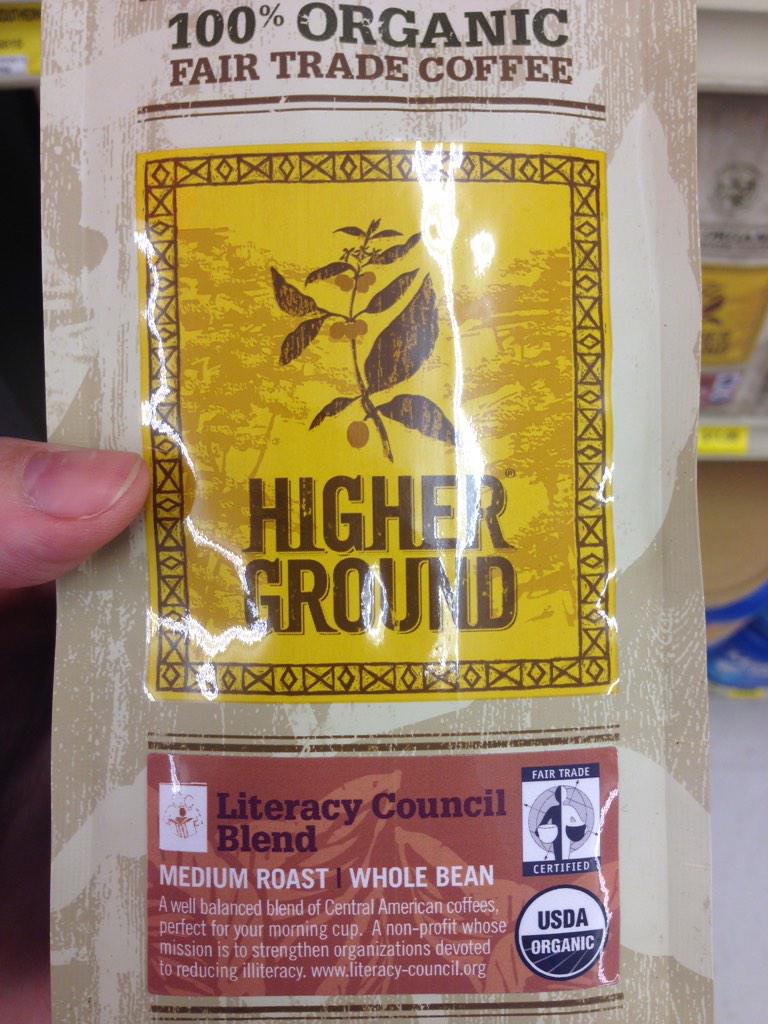 100% ORGANIC
FAIR TRADE COFFEE
HIGHER®
GROUND
Literacy Council
Blend
MEDIUM ROAST | WHOLE BEAN
A well balanced blend of Central American coffees,
perfect for your morning cup. A non-profit whose
mission is to strengthen organizations devoted
to reducing illiteracy. www.literacy-council.org
FAIR TRADE
CERTIFIED
USDA
ORGANIC